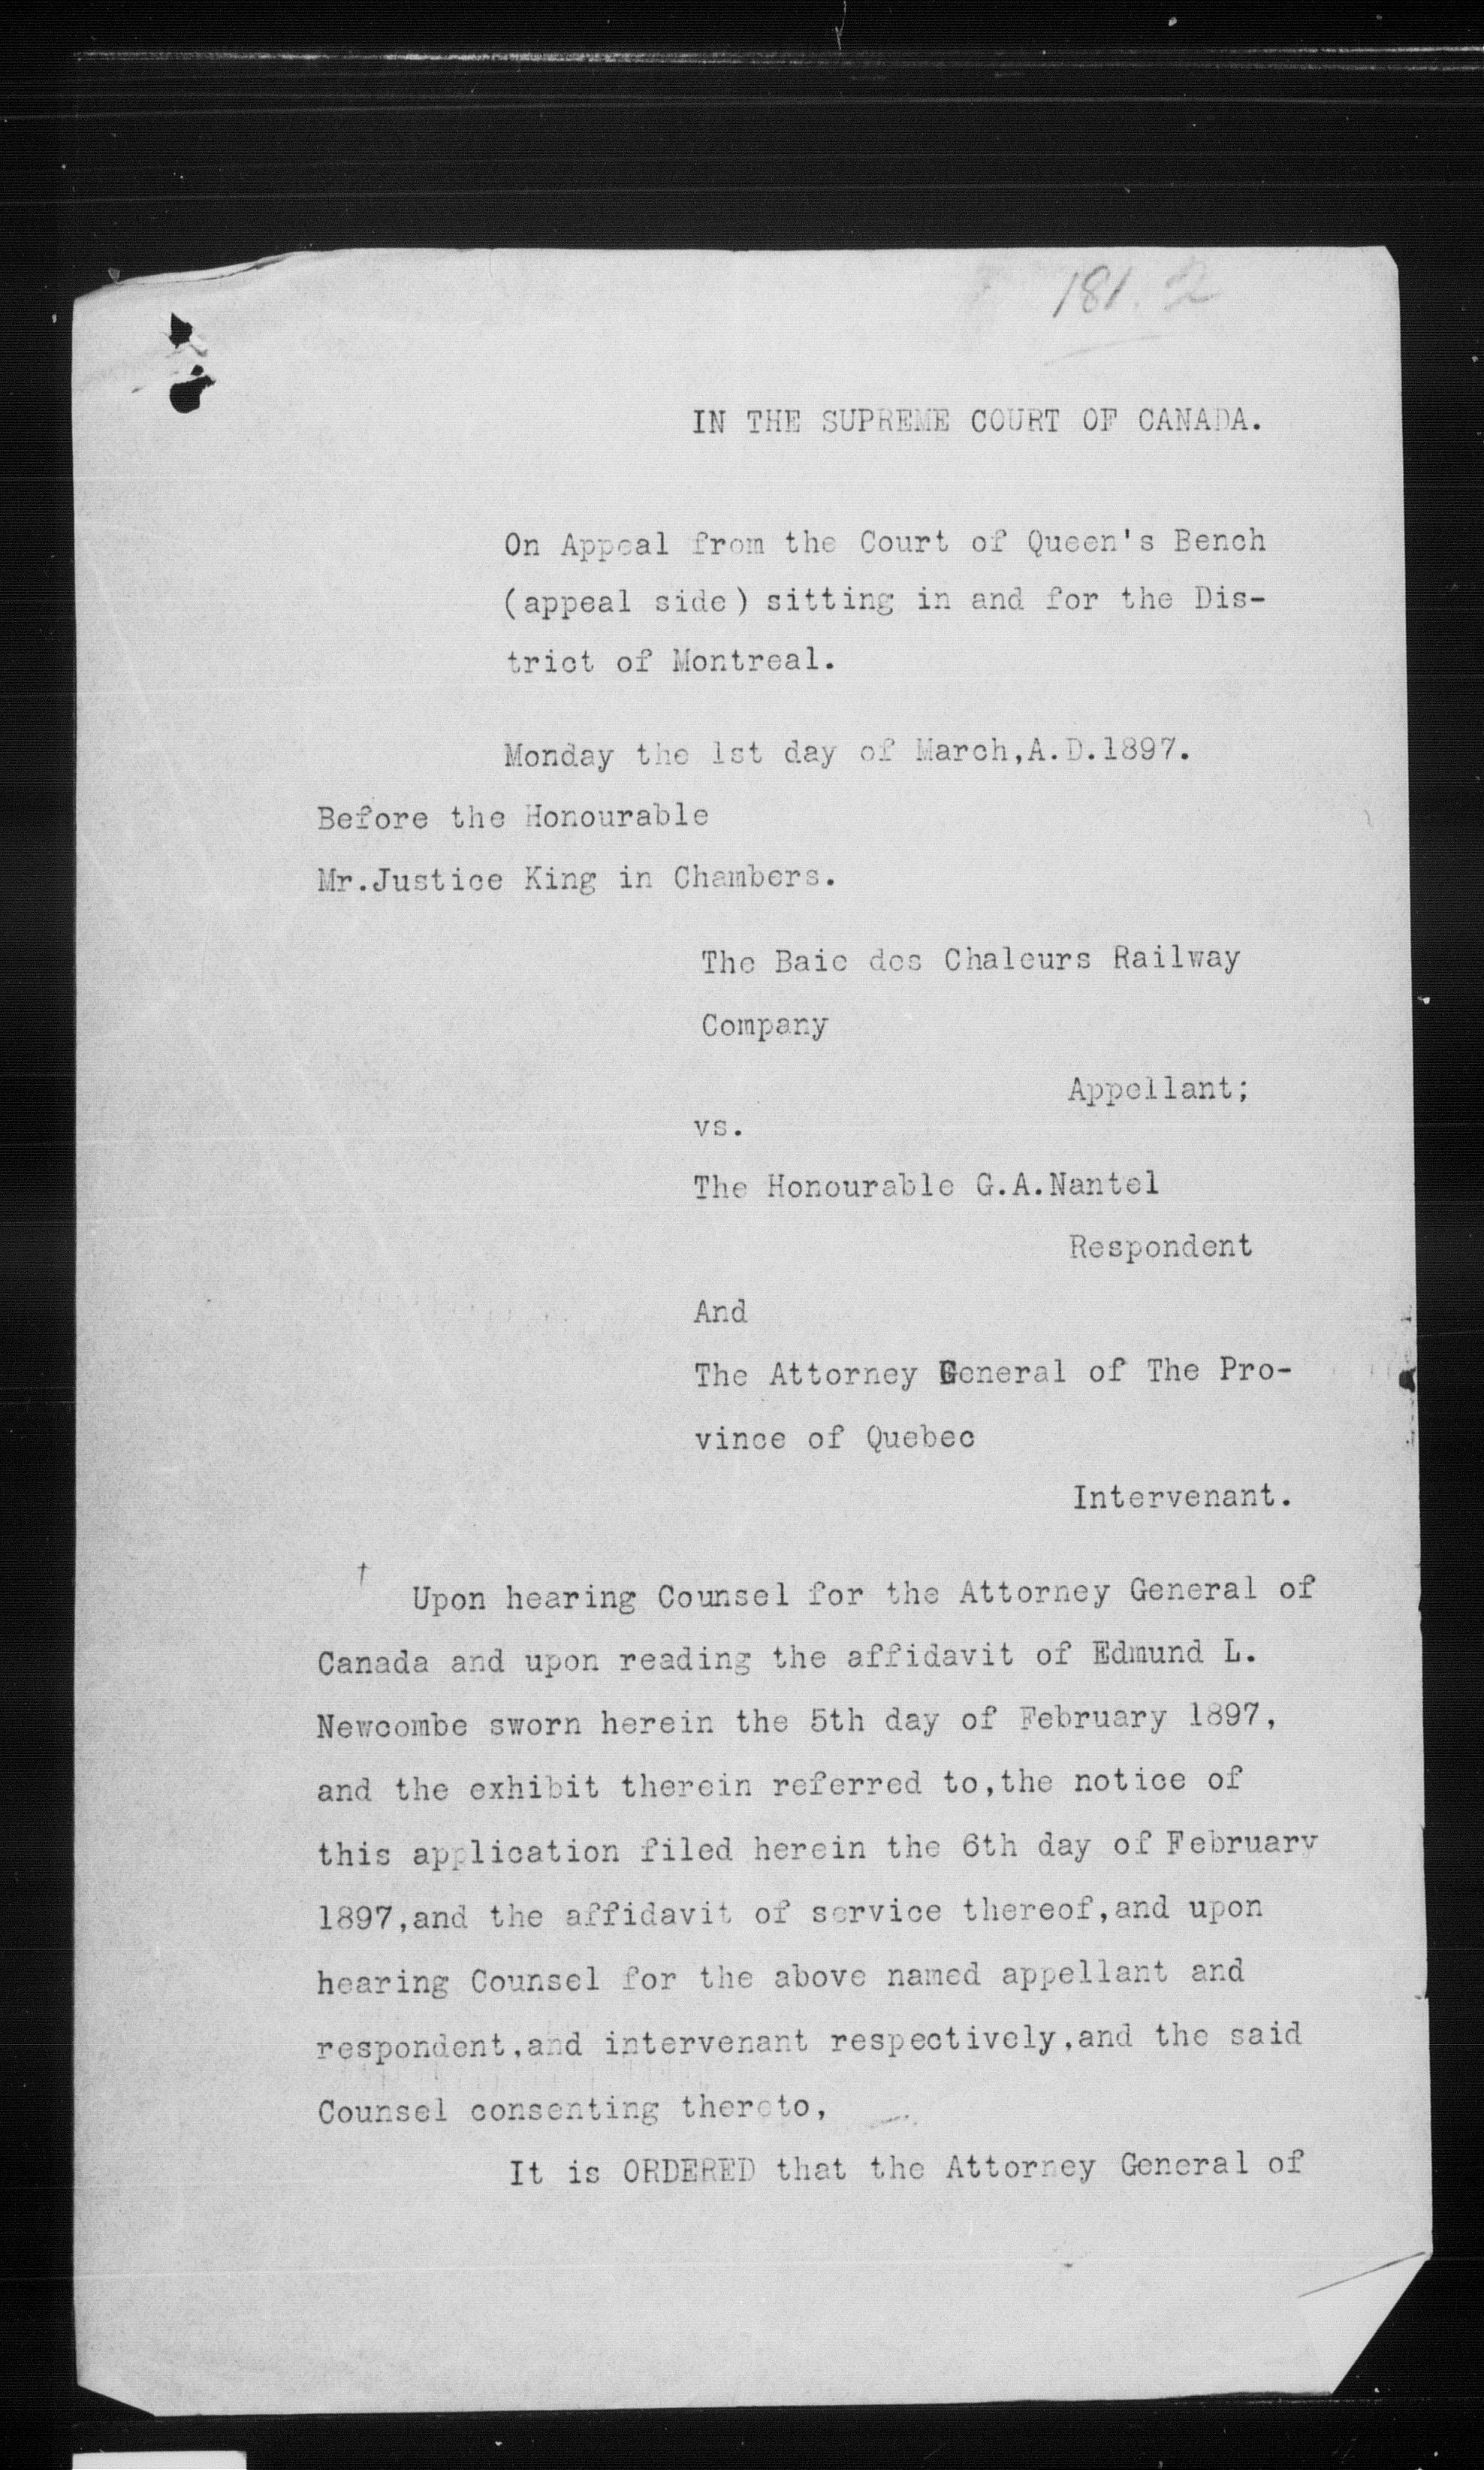 181. 2
IN THE SUPREME COURT OF CANADA.
On Appeal from the Court of Queen's Bench
(appeal side) sitting in and for the Dis-
trict of Montreal.
Monday the 1st day of March,A.D.1897.
Before the Honourable
Mr.Justice King in Chambers.
The Baie des Chaleurs Railway
Company
Appellant;
vs.
The Honourable G.A.Nantel
Respondent
And
The Attorney General of The Pro-
vince of Quebec
Intervenant.
Upon hearing Counsel for the Attorney General of
Canada and upon reading the affidavit of Edmund L.
Newcombe sworn herein the 5th day of February 1897,
and the exhibit therein referred to,the notice of
this application filed herein the 6th day of February
1897,and the affidavit of service thereof,and upon
hearing Counsel for the above named appellant and
respondent,and intervenant respectively,and the said
Counsel consenting thereto,
It is ORDERED that the Attorney General of